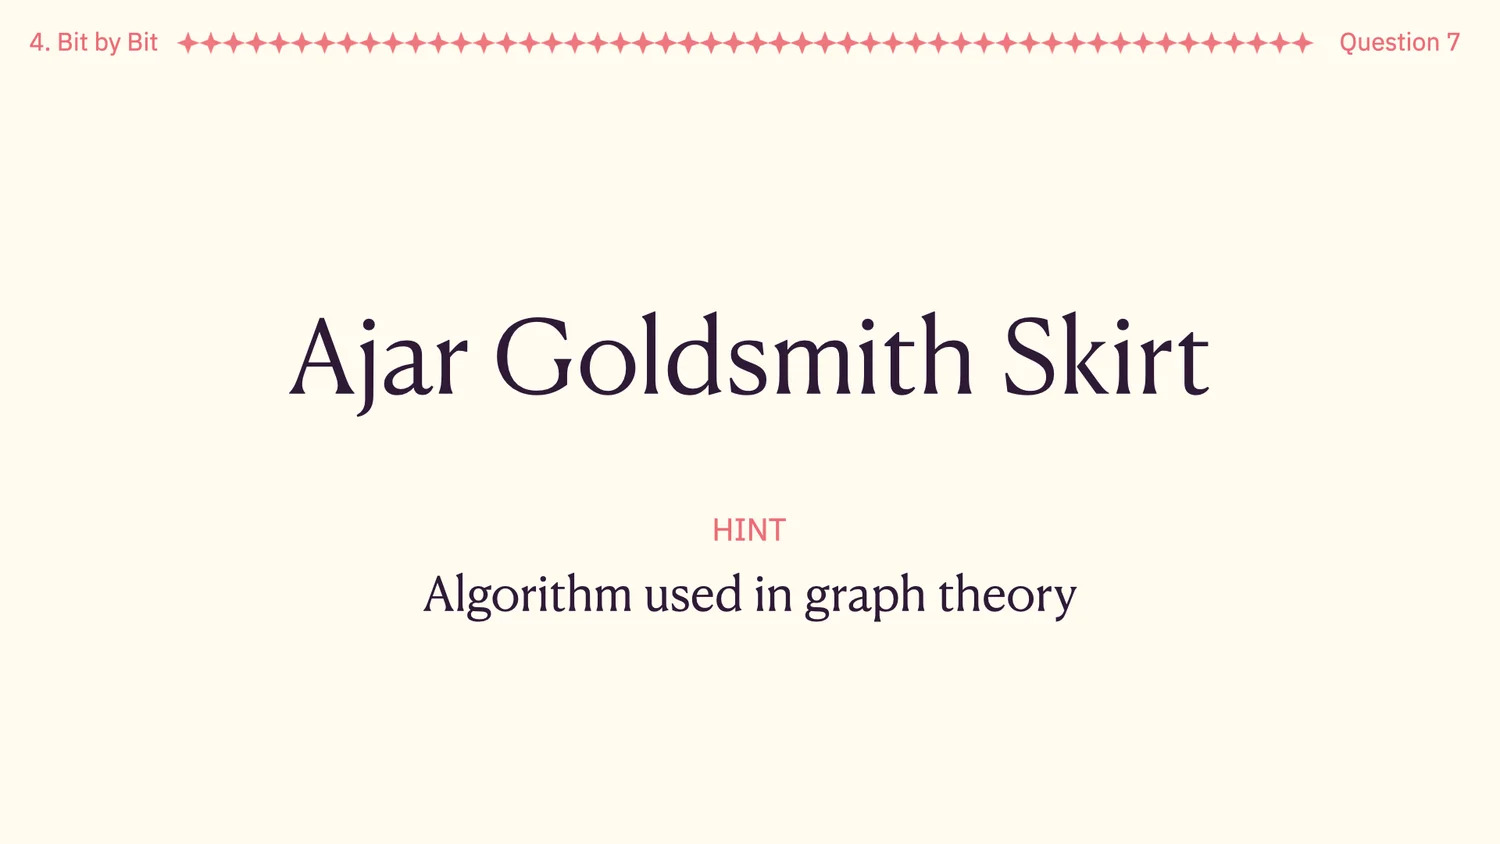 4. Bit by Bit
Question 7
Ajar Goldsmith Skirt
HINT
Algorithm used in graph theory